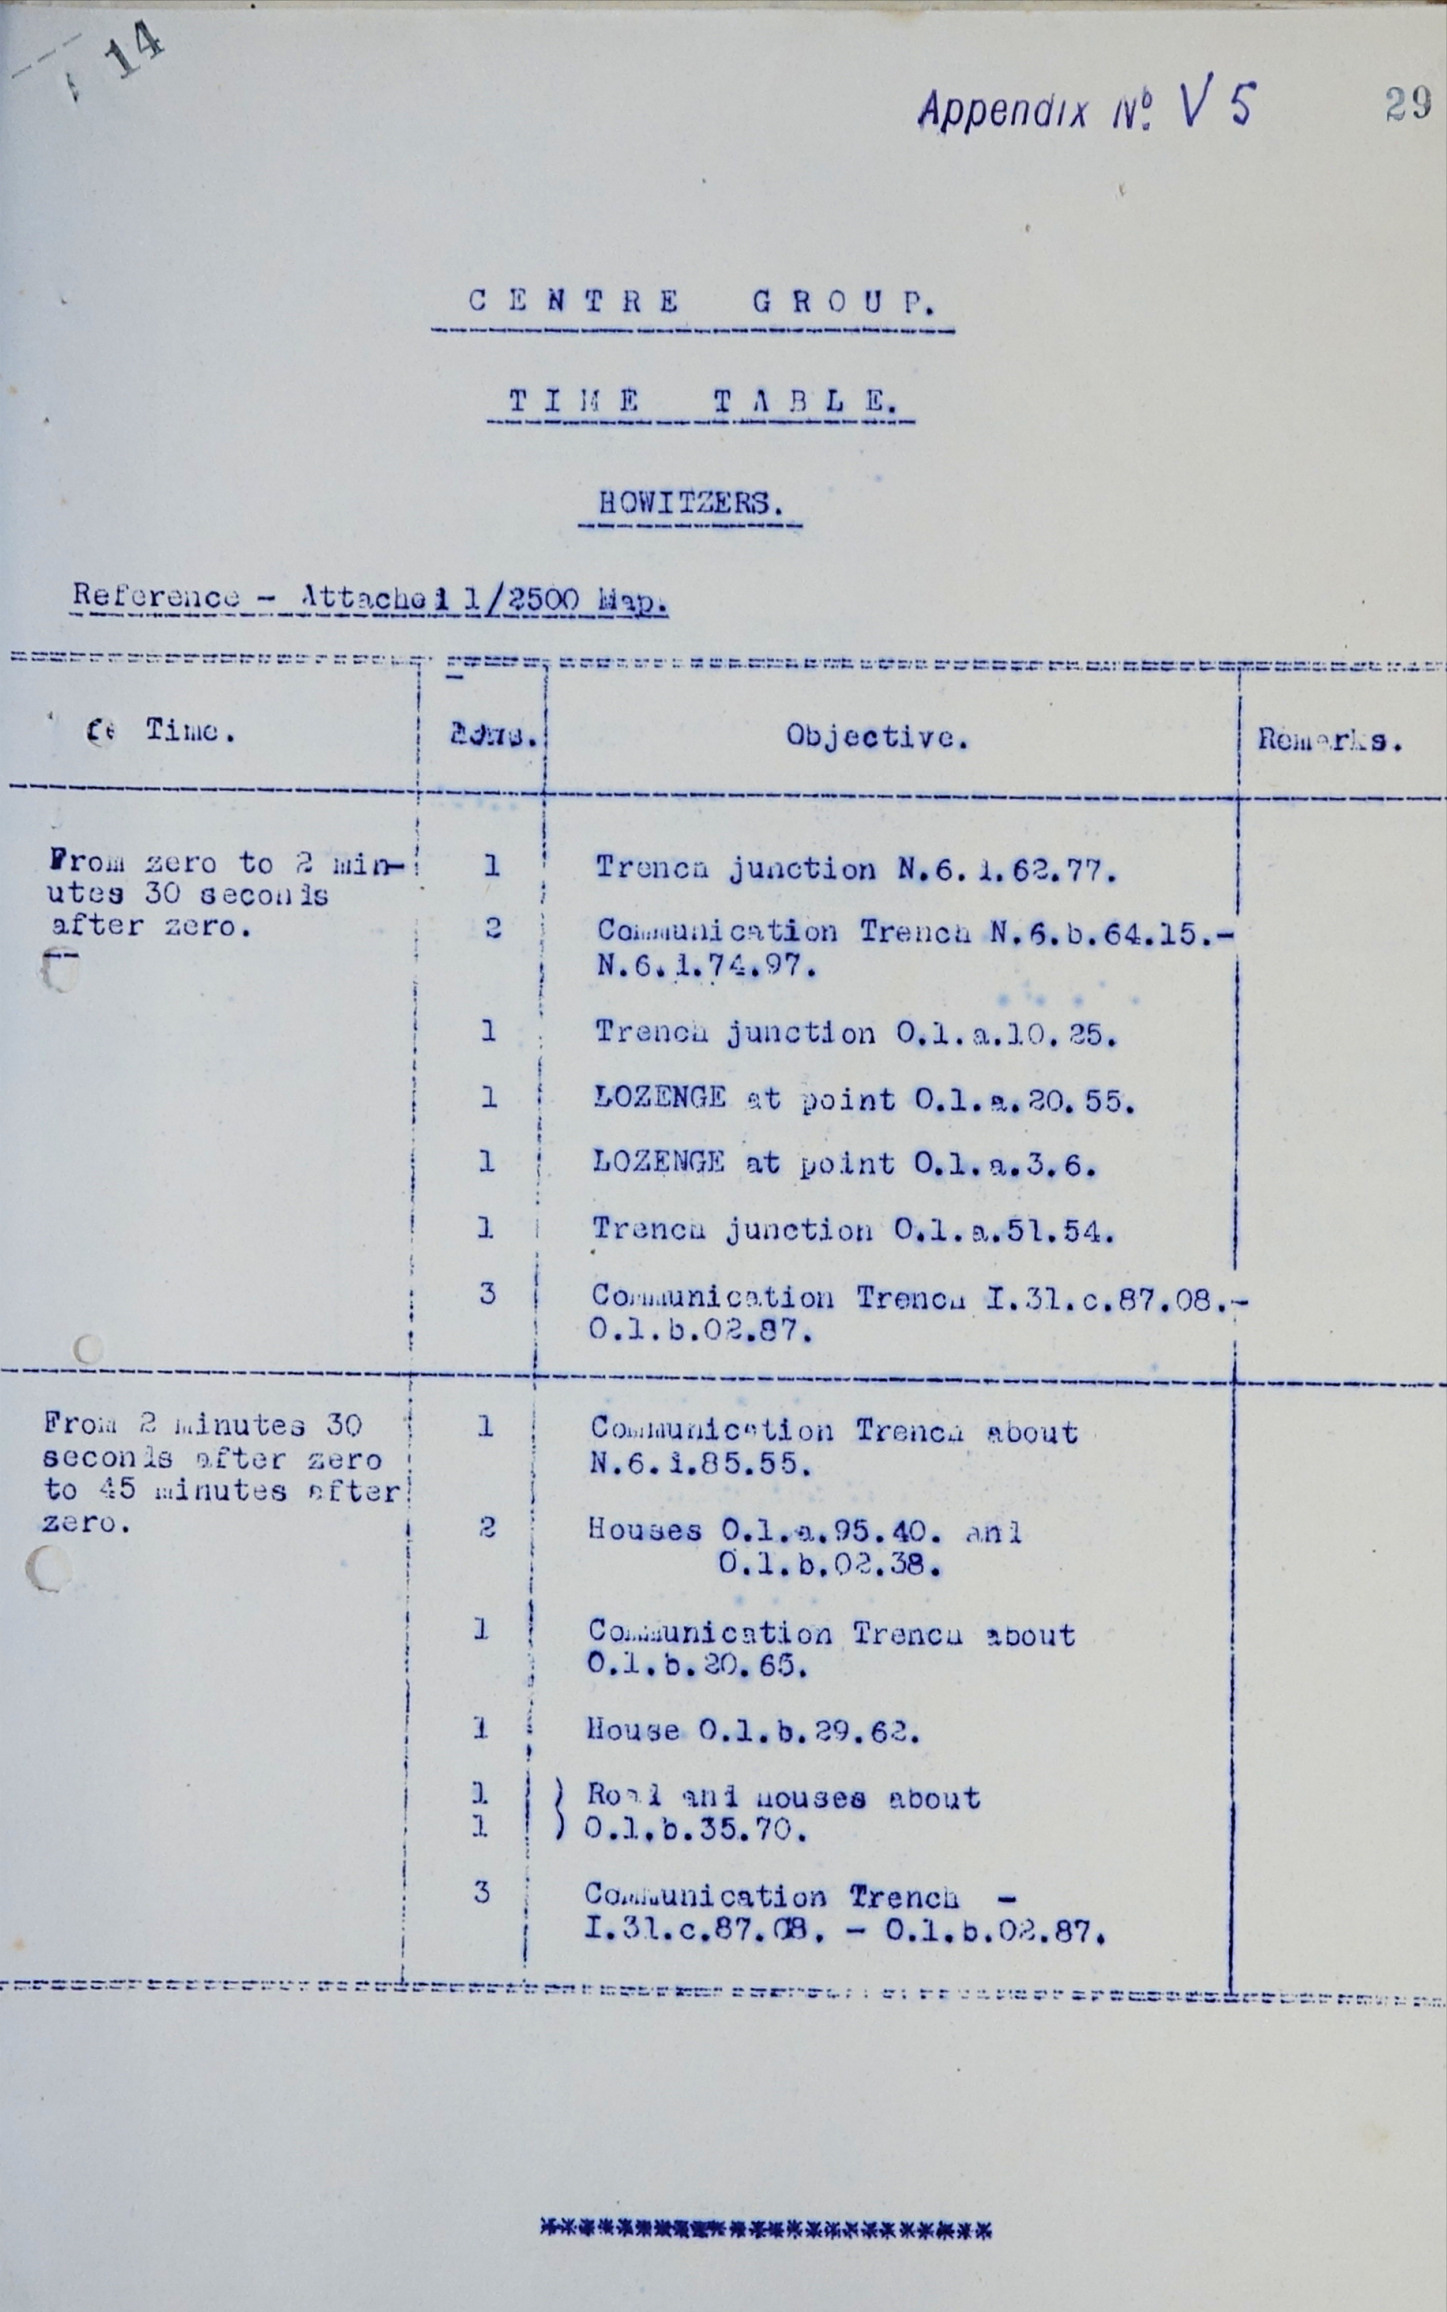 14
Appendix No. V 5
29
CENTRE GROUP.
TIME TABLE.
HOWITZERS.
Reference - Attached 1/2500 Map.
Time. Hows. Objective. Remarks.
From zero to 2 min- 1 Trench junction N.6.d.62.77.
utes 30 seconds
after zero. 2 Communication Trench N.6.b.64.15.-
N.6.d.74.97.
1 Trench junction O.1.a.10.25.
1 LOZENGE at point O.1.a.20.55.
1 LOZENGE at point O.1.a.3.6.
1 Trench junction O.1.a.51.54.
3 Communication Trench I.31.c.87.08.-
O.1.b.02.87.
From 2 minutes 30 1 Communication Trench about
seconds after zero N.6.d.85.55.
to 45 minutes after
zero. 2 Houses O.1.a.95.40. and
O.1.b.02.38.
1 Communication Trench about
O.1.b.20.65.
1 House O.1.b.29.62.
1 } Road and houses about
1 } O.1.b.35.70.
3 Communication Trench -
I.31.c.87.08. - O.1.b.02.87.
************************